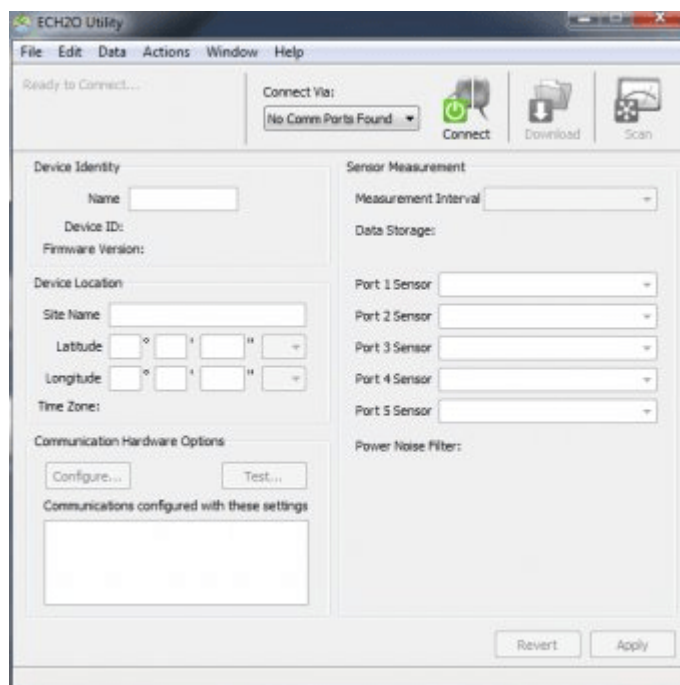 ECH2O Utility
File Edit Data Actions Window Help
Ready to Connect...
Connect Via:
No Comm Ports Found
Connect
Download
Scan
Device Identity
Name
Device ID:
Firmware Version:
Device Location
Site Name
Latitude ° ' "
Longitude ° ' "
Time Zone:
Communication Hardware Options
Configure... Test...
Communications configured with these settings
Sensor Measurement
Measurement Interval
Data Storage:
Port 1 Sensor
Port 2 Sensor
Port 3 Sensor
Port 4 Sensor
Port 5 Sensor
Power Noise Filter:
Revert Apply